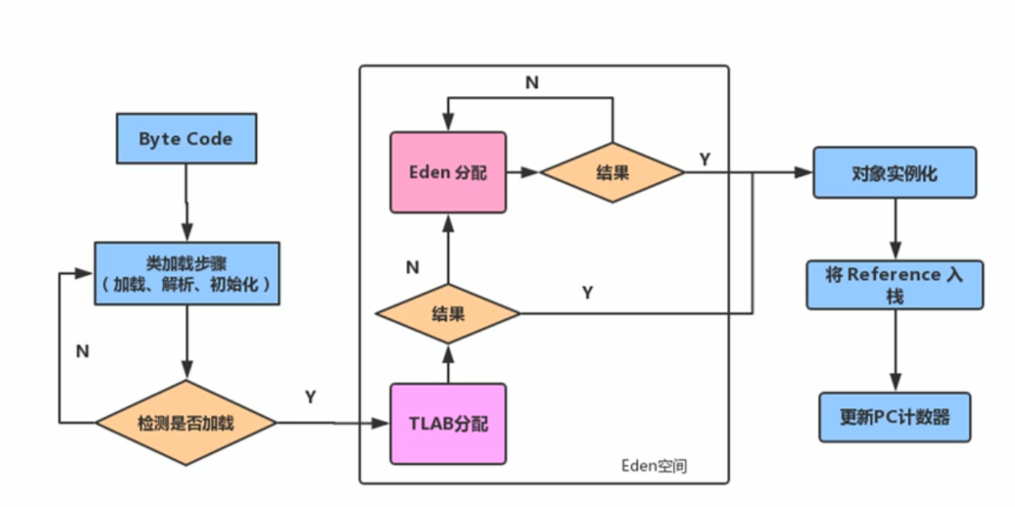 Byte Code
类加载步骤
（加载、解析、初始化）
N
检测是否加载
Y
N
Eden 分配
结果
Y
N
结果
Y
TLAB分配
Eden空间
对象实例化
将 Reference 入
栈
更新PC计数器